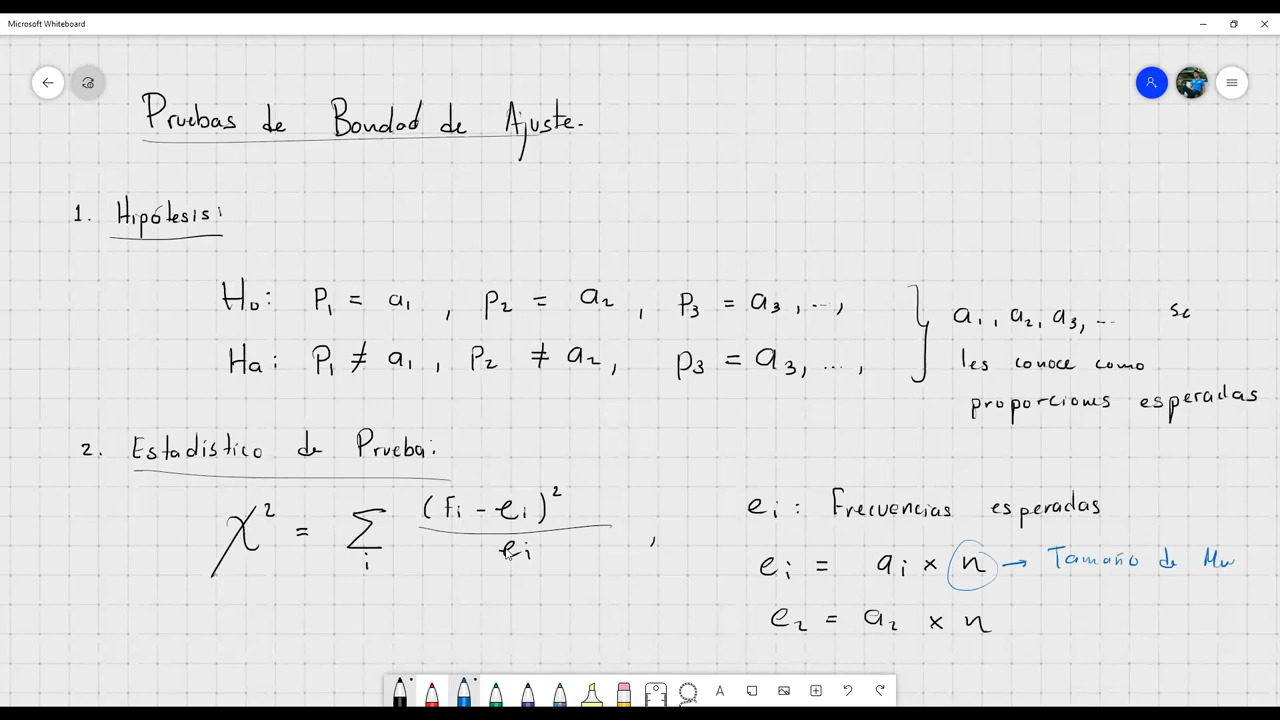 Microsoft Whiteboard
Pruebas de Bondad de Ajuste.
1. Hipótesis:
Ho: P1 = a1 , P2 = a2 , P3 = a3 , ... ,
Ha: P1 ≠ a1 , P2 ≠ a2 , P3 = a3 , ... ,
a1, a2, a3, ... se
les conoce como
proporciones esperadas
2. Estadístico de Prueba:
χ² = Σi (Fi - ei)² / ei ,
ei : Frecuencias esperadas
ei = ai × n → Tamaño de Mu
e2 = a2 × n
A